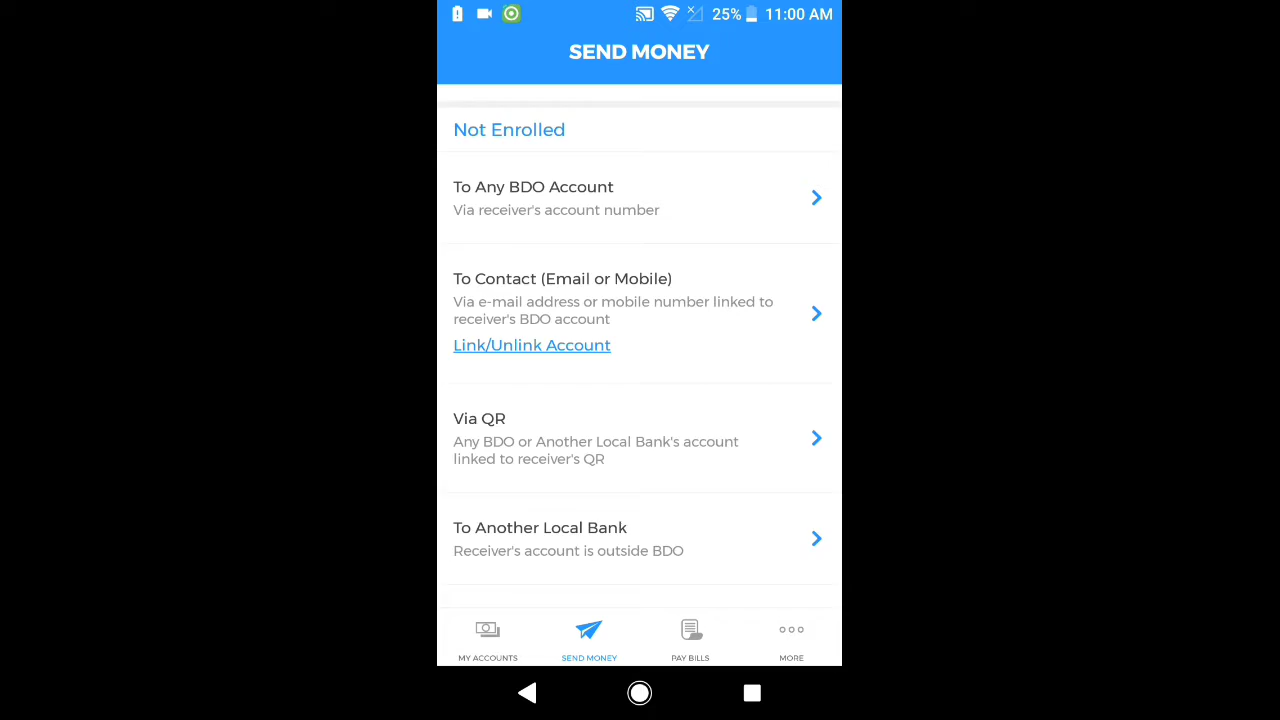 25% 11:00 AM
SEND MONEY
Not Enrolled
To Any BDO Account
Via receiver's account number
To Contact (Email or Mobile)
Via e-mail address or mobile number linked to
receiver's BDO account
Link/Unlink Account
Via QR
Any BDO or Another Local Bank's account
linked to receiver's QR
To Another Local Bank
Receiver's account is outside BDO
MY ACCOUNTS SEND MONEY PAY BILLS MORE